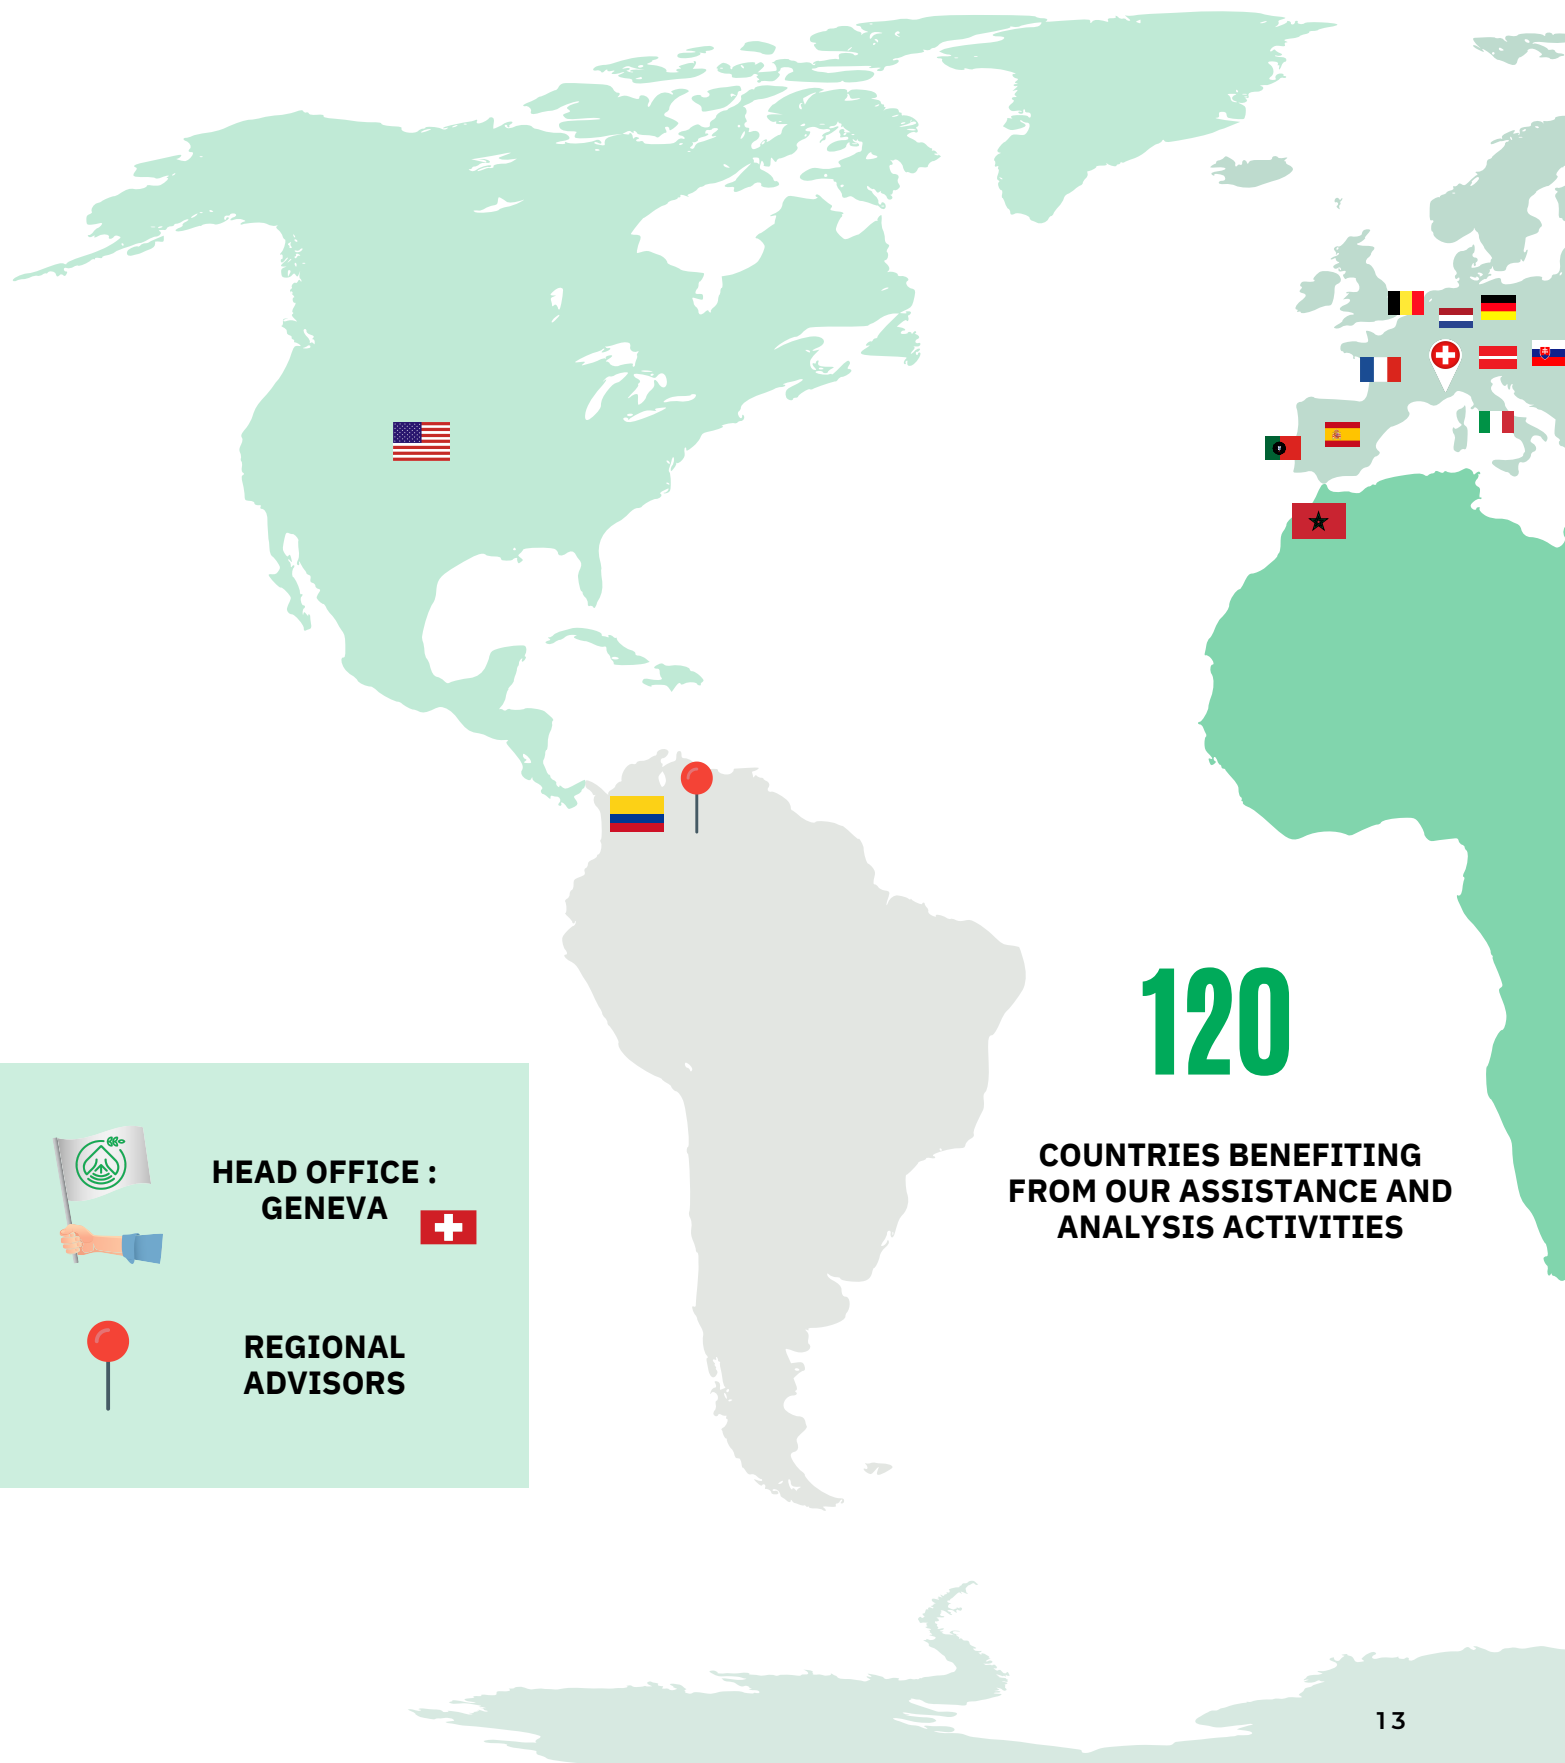 120
COUNTRIES BENEFITING
FROM OUR ASSISTANCE AND
ANALYSIS ACTIVITIES
HEAD OFFICE :
GENEVA
REGIONAL
ADVISORS
13